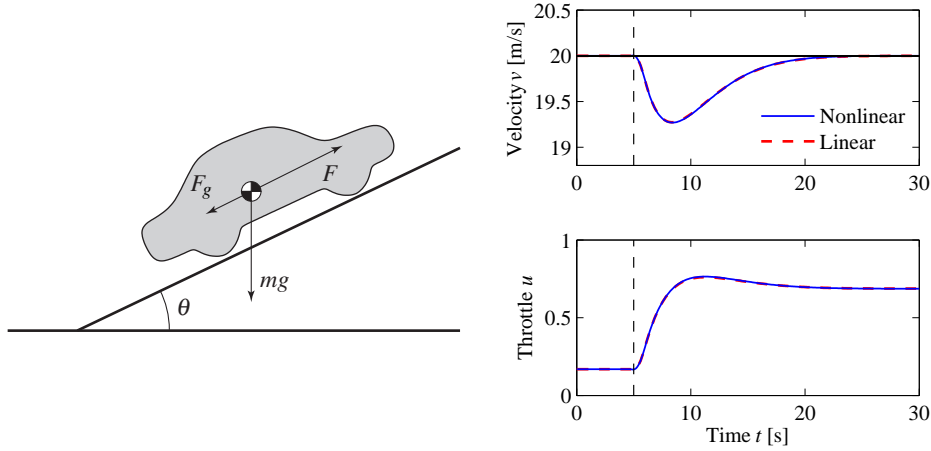 F
F_g
mg
θ
20.5
20
19.5
19
Velocity v [m/s]
Nonlinear
Linear
0 10 20 30
1
0.5
0
Throttle u
0 10 20 30
Time t [s]